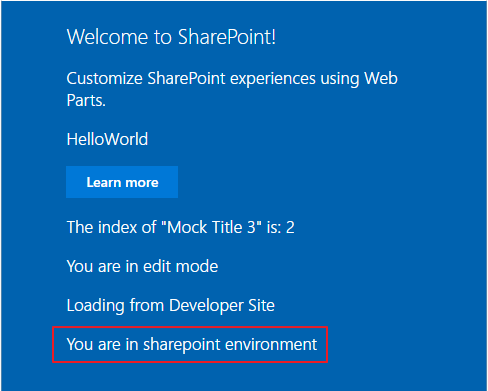 Welcome to SharePoint!
Customize SharePoint experiences using Web
Parts.
HelloWorld
Learn more
The index of "Mock Title 3" is: 2
You are in edit mode
Loading from Developer Site
You are in sharepoint environment